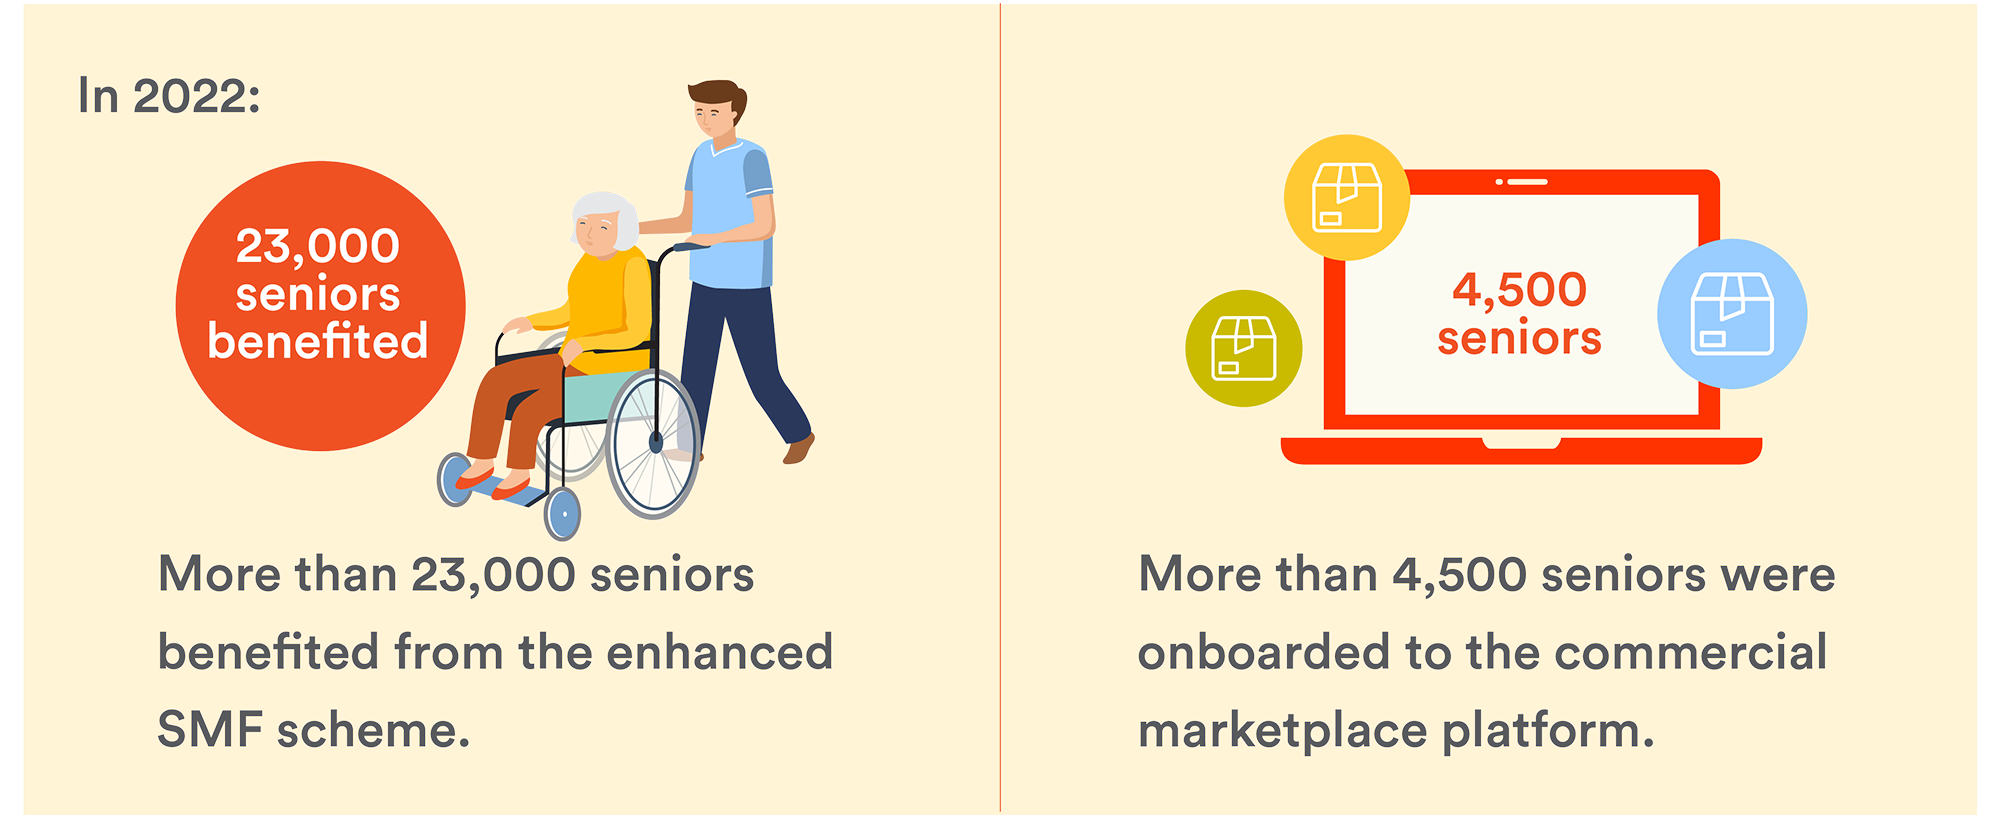 In 2022:
23,000
seniors
benefited
More than 23,000 seniors
benefited from the enhanced
SMF scheme.
4,500
seniors
More than 4,500 seniors were
onboarded to the commercial
marketplace platform.